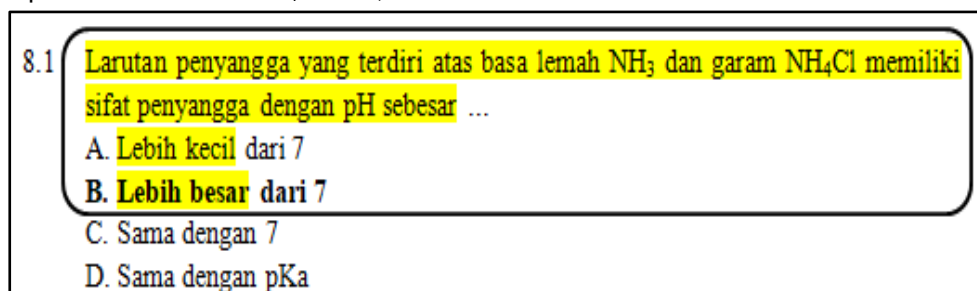 8.1 Larutan penyangga yang terdiri atas basa lemah NH₃ dan garam NH₄Cl memiliki
sifat penyangga dengan pH sebesar ...
A. Lebih kecil dari 7
B. Lebih besar dari 7
C. Sama dengan 7
D. Sama dengan pKa